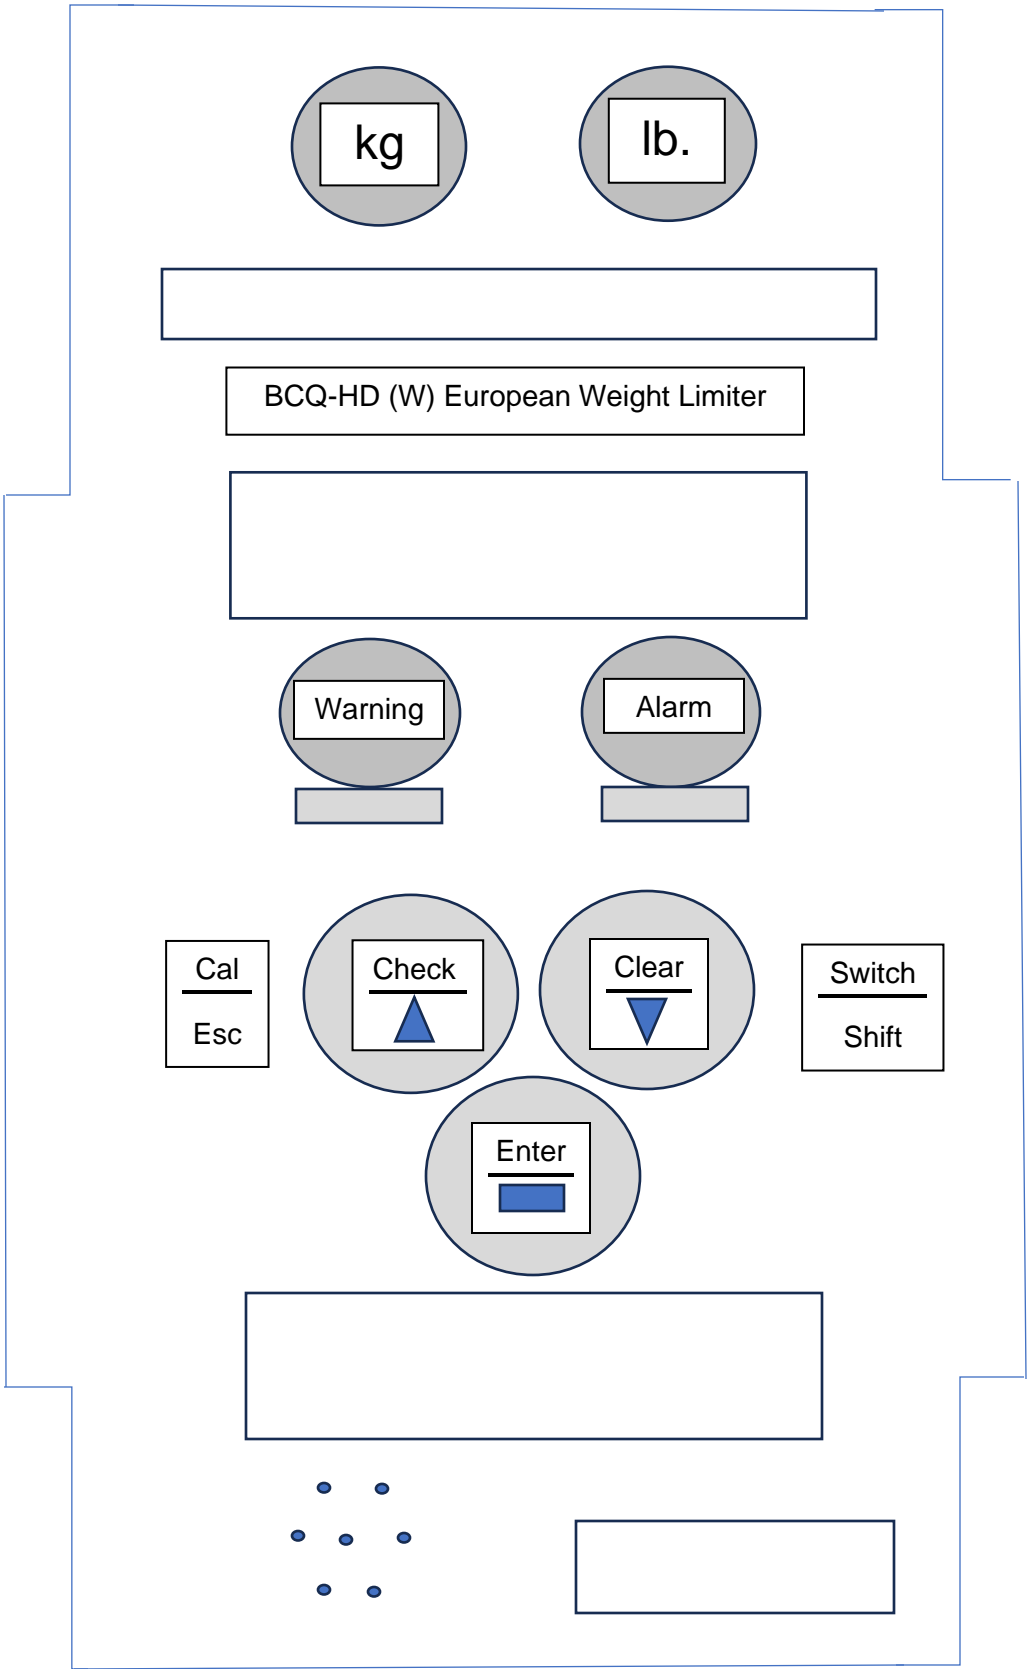 kg
lb.
BCQ-HD (W) European Weight Limiter
Warning
Alarm
Cal
Esc
Check
Clear
Switch
Shift
Enter